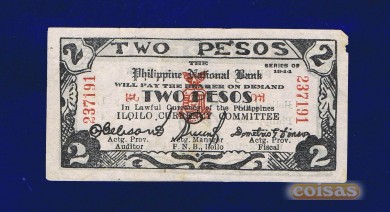 2 TWO PESOS 2
THE
Philippine National Bank
SERIES OF
1944
WILL PAY THE BEARER ON DEMAND
TWO PESOS
237191
237191
In Lawful Currency of the Philippines
ILOILO CURRENCY COMMITTEE
Actg. Prov. Auditor
Actg. Manager P. N. B., Iloilo
Actg. Prov. Fiscal
2 2
coisas